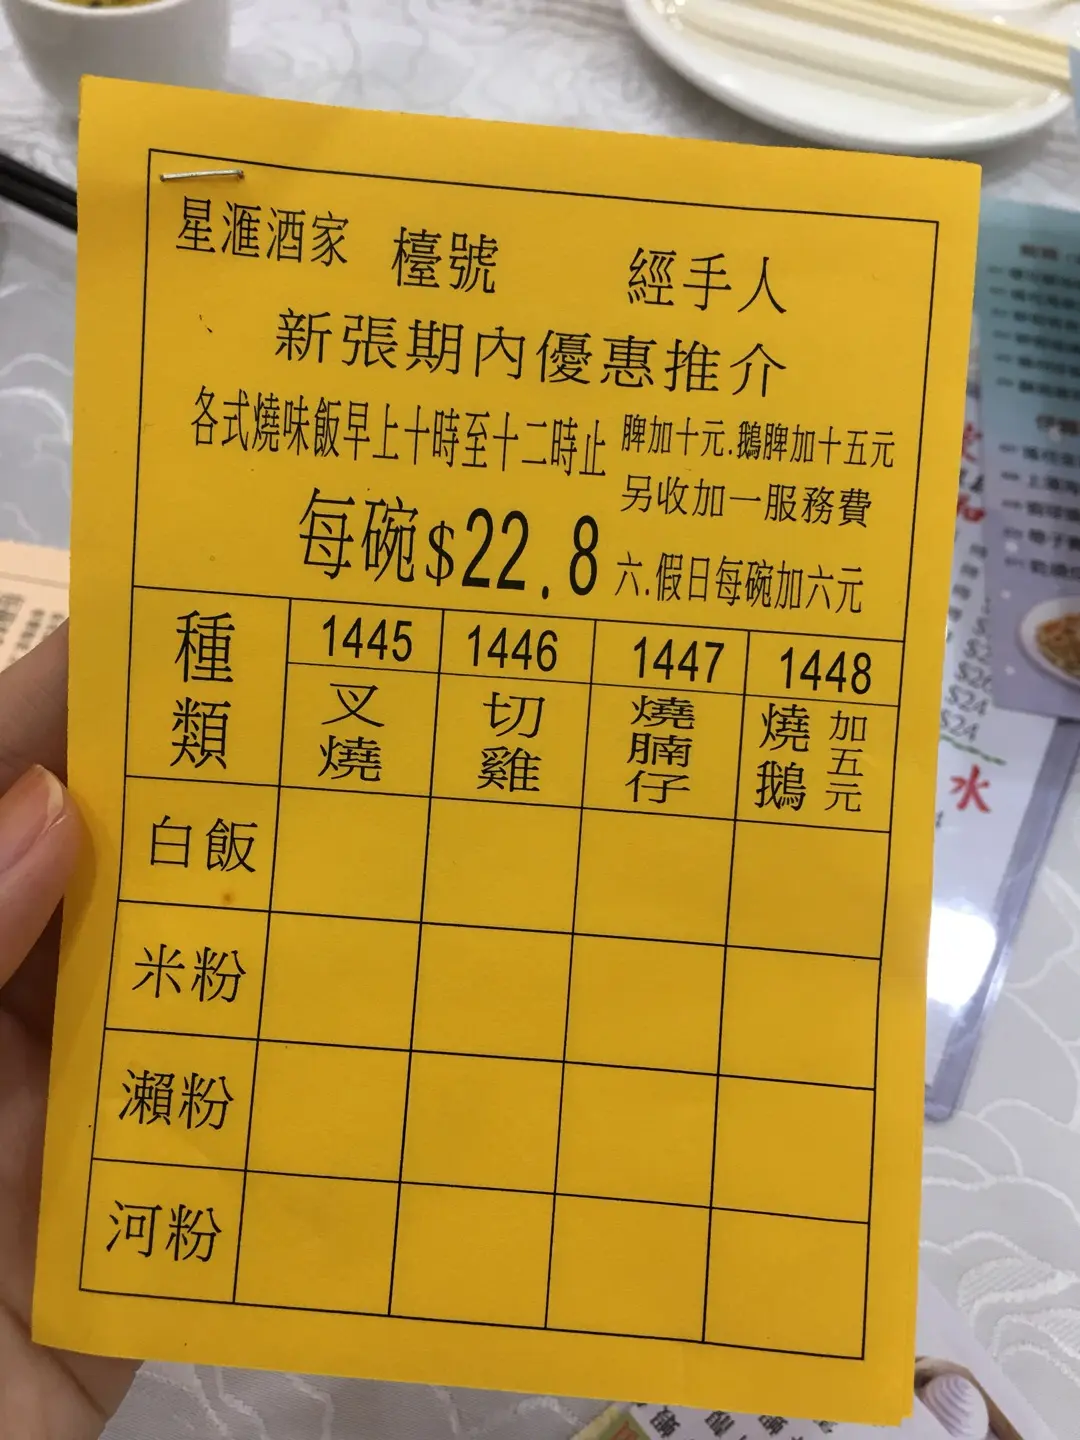 星滙酒家 檯號 經手人
新張期內優惠推介
各式燒味飯早上十時至十二時止
脾加十元.鵝脾加十五元
另收加一服務費
每碗$22.8
六.假日每碗加六元
種類 1445 1446 1447 1448
叉燒 切雞 燒腩仔 燒鵝 加五元
白飯
米粉
瀨粉
河粉
$24
$24
水